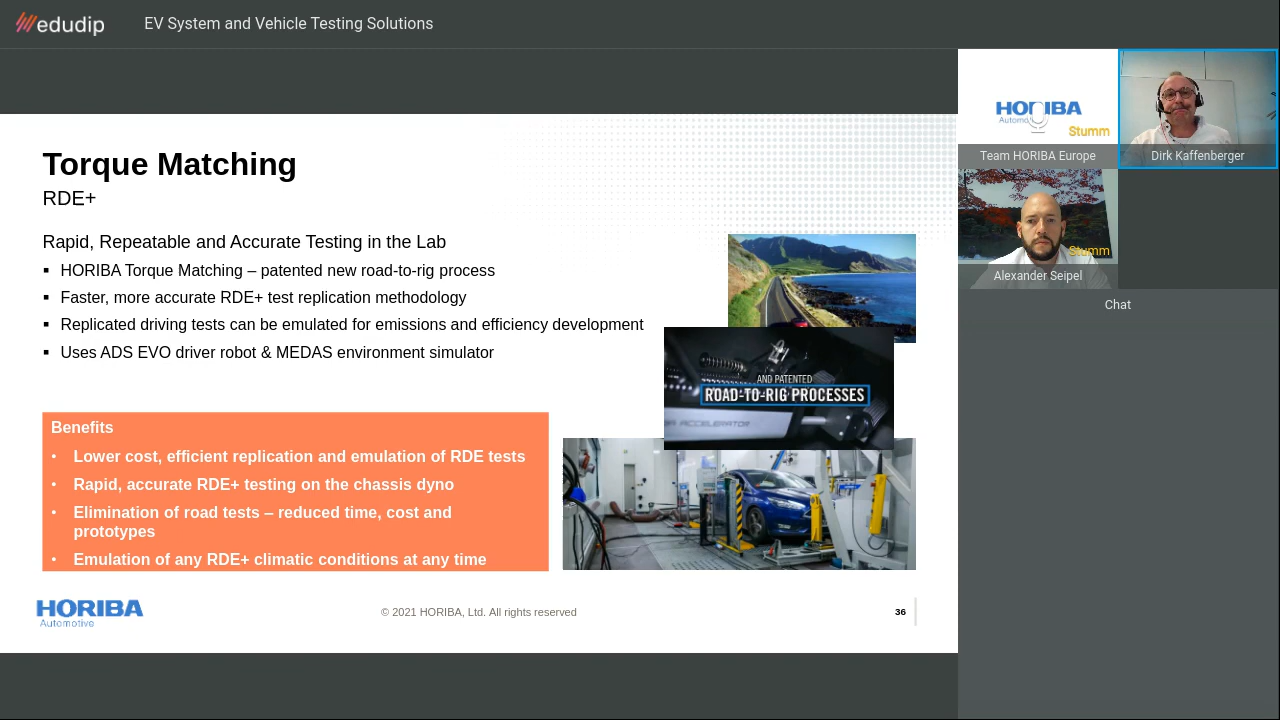 edudip
EV System and Vehicle Testing Solutions
Torque Matching
RDE+
Rapid, Repeatable and Accurate Testing in the Lab
▪ HORIBA Torque Matching – patented new road-to-rig process
▪ Faster, more accurate RDE+ test replication methodology
▪ Replicated driving tests can be emulated for emissions and efficiency development
▪ Uses ADS EVO driver robot & MEDAS environment simulator
AND PATENTED
ROAD-TO-RIG PROCESSES
ACCELERATOR
Benefits
• Lower cost, efficient replication and emulation of RDE tests
• Rapid, accurate RDE+ testing on the chassis dyno
• Elimination of road tests – reduced time, cost and
prototypes
• Emulation of any RDE+ climatic conditions at any time
HORIBA
Automotive
© 2021 HORIBA, Ltd. All rights reserved
36
HORIBA
Stumm
Team HORIBA Europe
Dirk Kaffenberger
Stumm
Alexander Seipel
Chat